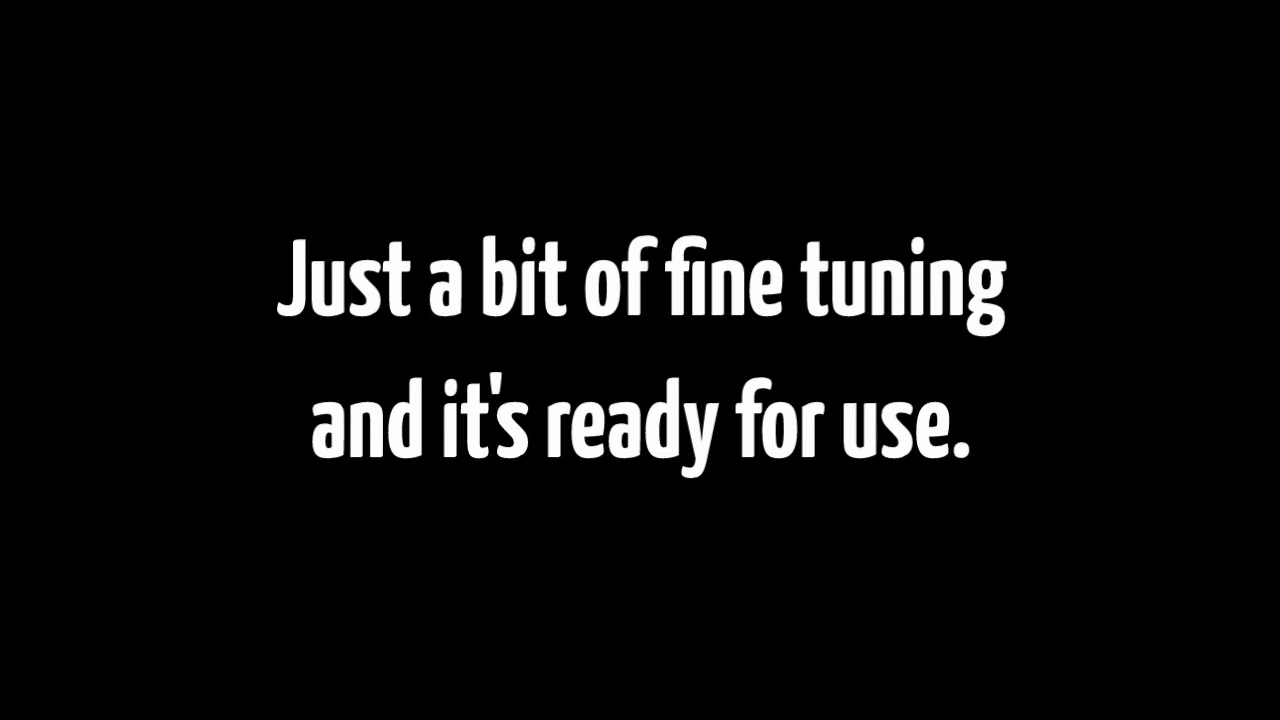 Just a bit of fine tuning
and it's ready for use.